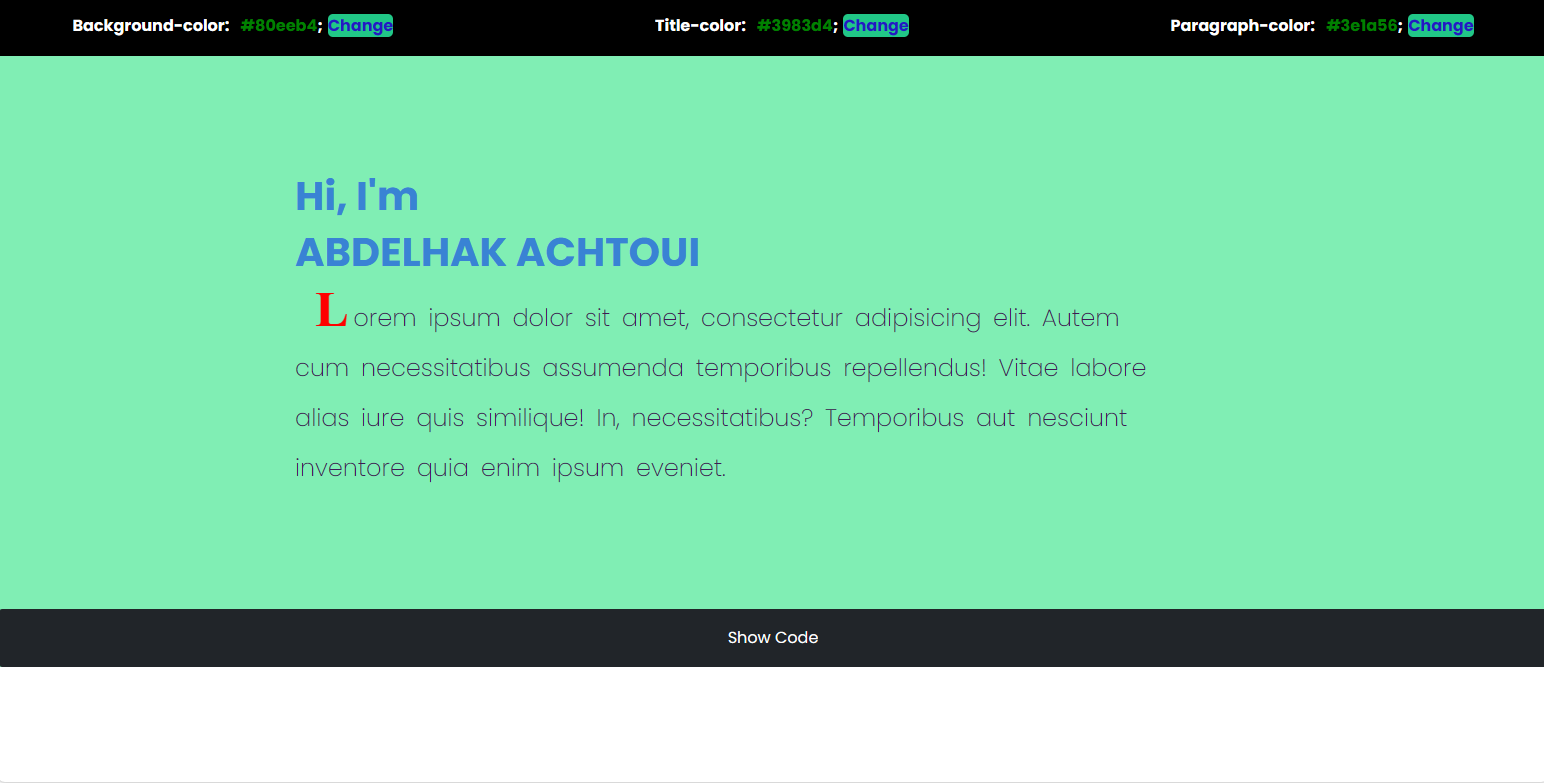 Background-color: #80eeb4; Change
Title-color: #3983d4; Change
Paragraph-color: #3e1a56; Change
Hi, I'm
ABDELHAK ACHTOUI
Lorem ipsum dolor sit amet, consectetur adipisicing elit. Autem
cum necessitatibus assumenda temporibus repellendus! Vitae labore
alias iure quis similique! In, necessitatibus? Temporibus aut nesciunt
inventore quia enim ipsum eveniet.
Show Code